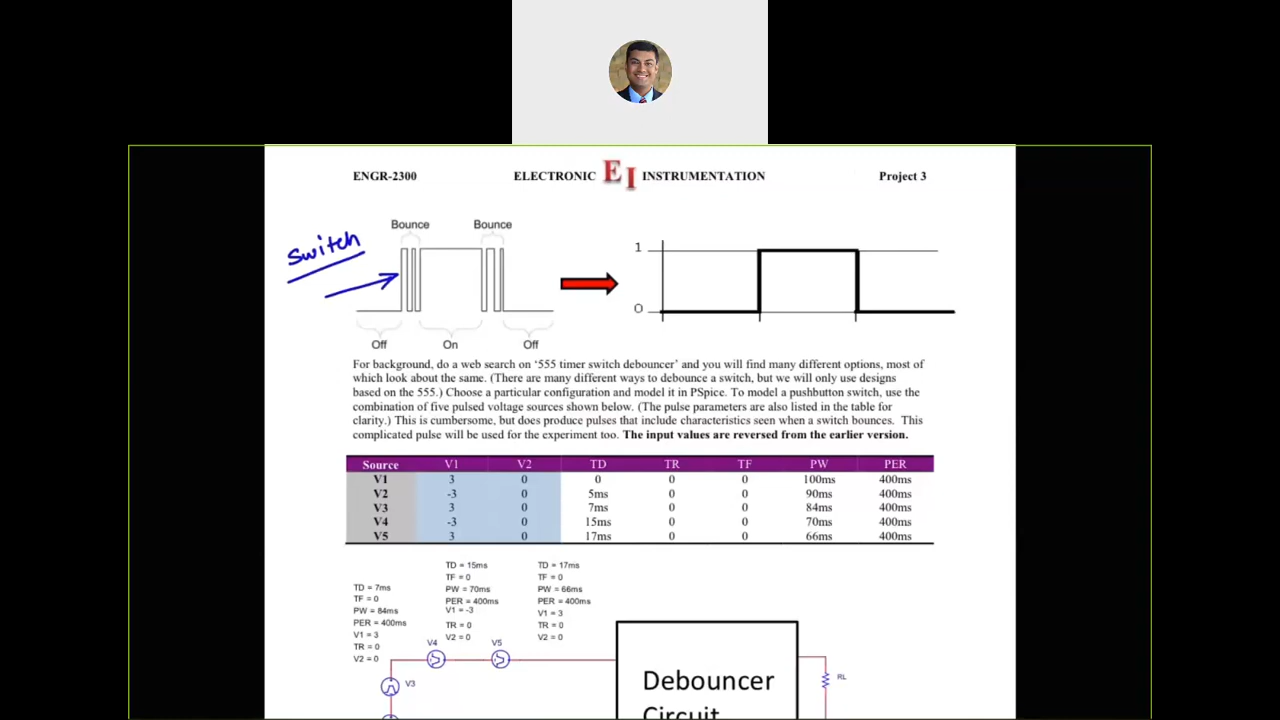 ENGR-2300 ELECTRONIC EI INSTRUMENTATION Project 3
Bounce Bounce
Switch
1
0
Off On Off
For background, do a web search on ‘555 timer switch debouncer’ and you will find many different options, most of
which look about the same. (There are many different ways to debounce a switch, but we will only use designs
based on the 555.) Choose a particular configuration and model it in PSpice. To model a pushbutton switch, use the
combination of five pulsed voltage sources shown below. (The pulse parameters are also listed in the table for
clarity.) This is cumbersome, but does produce pulses that include characteristics seen when a switch bounces. This
complicated pulse will be used for the experiment too. The input values are reversed from the earlier version.
Source V1 V2 TD TR TF PW PER
V1 3 0 0 0 0 100ms 400ms
V2 -3 0 5ms 0 0 90ms 400ms
V3 3 0 7ms 0 0 84ms 400ms
V4 -3 0 15ms 0 0 70ms 400ms
V5 3 0 17ms 0 0 66ms 400ms
TD = 7ms
TF = 0
PW = 84ms
PER = 400ms
V1 = 3
TR = 0
V2 = 0
TD = 15ms
TF = 0
PW = 70ms
PER = 400ms
V1 = -3
TR = 0
V2 = 0
TD = 17ms
TF = 0
PW = 66ms
PER = 400ms
V1 = 3
TR = 0
V2 = 0
V4 V5
V3
Debouncer
Circuit
RL